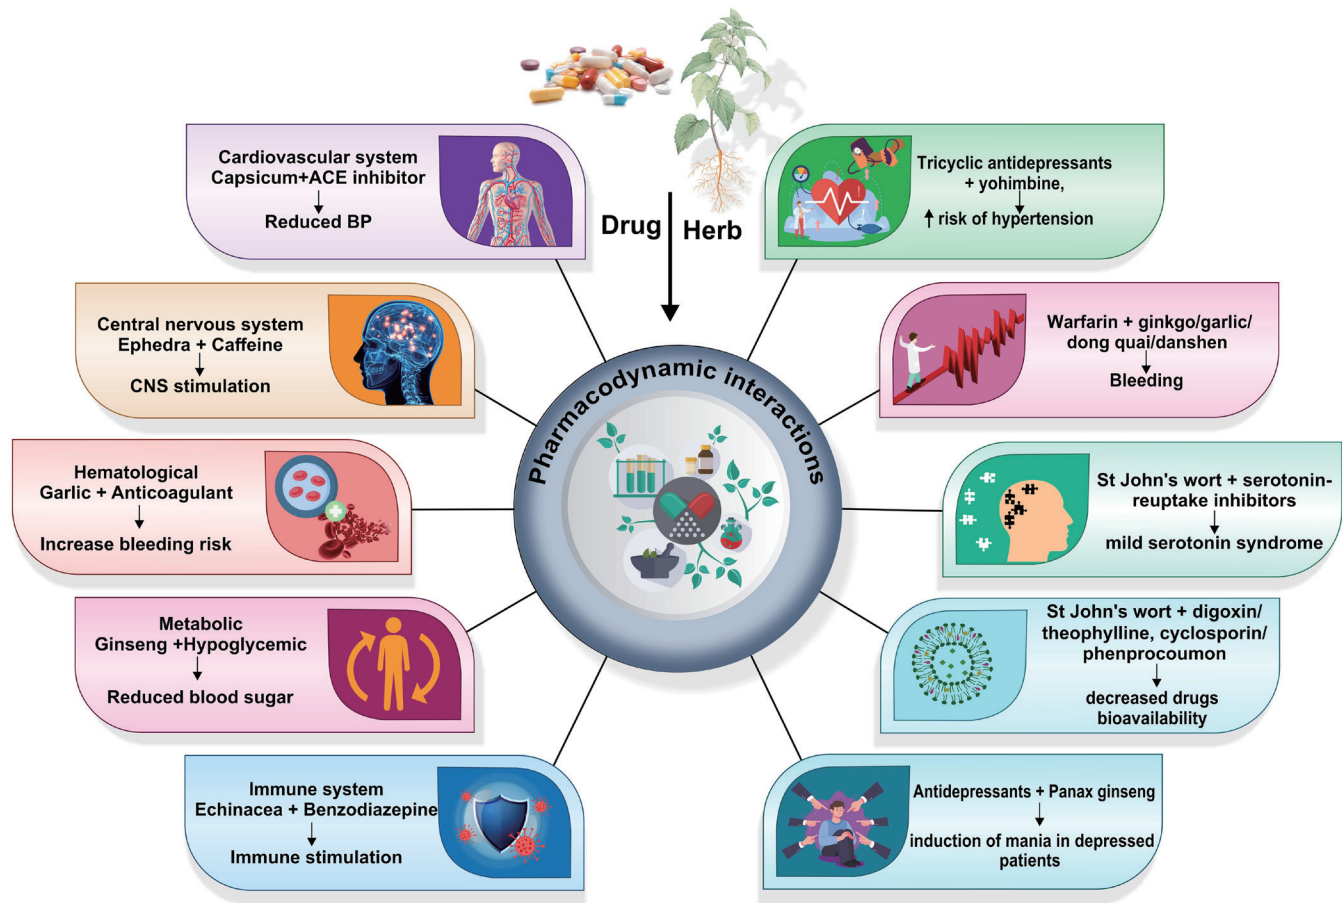 Drug
Herb
Pharmacodynamic interactions
Cardiovascular system
Capsicum+ACE inhibitor
Reduced BP
Central nervous system
Ephedra + Caffeine
CNS stimulation
Hematological
Garlic + Anticoagulant
Increase bleeding risk
Metabolic
Ginseng +Hypoglycemic
Reduced blood sugar
Immune system
Echinacea + Benzodiazepine
Immune stimulation
Tricyclic antidepressants
+ yohimbine,
↑ risk of hypertension
Warfarin + ginkgo/garlic/
dong quai/danshen
Bleeding
St John's wort + serotonin-
reuptake inhibitors
mild serotonin syndrome
St John's wort + digoxin/
theophylline, cyclosporin/
phenprocoumon
decreased drugs
bioavailability
Antidepressants + Panax ginseng
induction of mania in depressed
patients